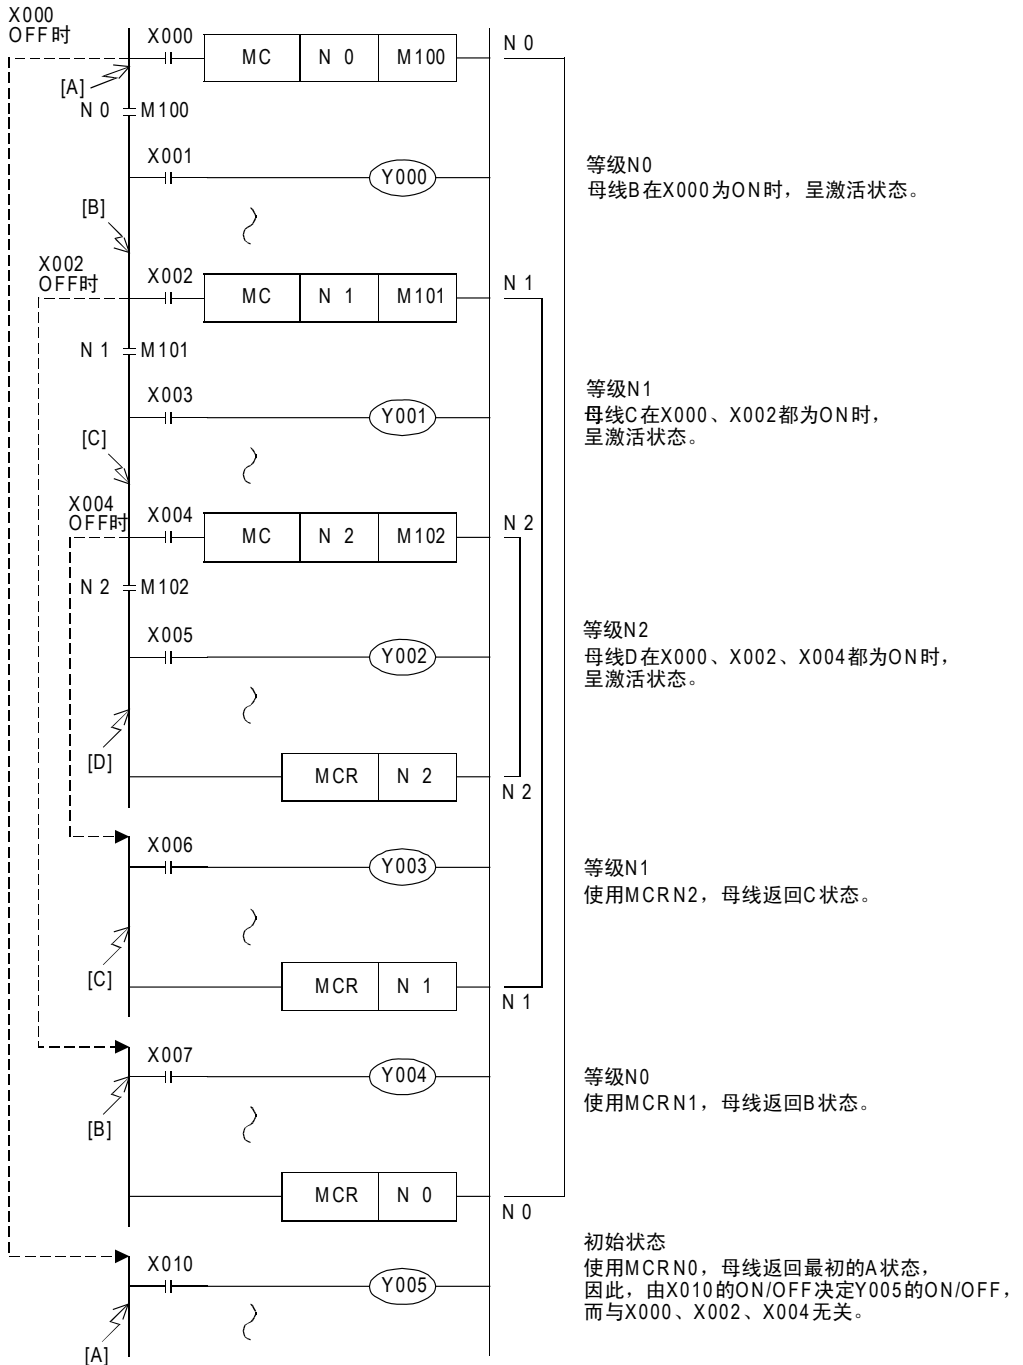 X000
OFF时
X000
MC N 0 M100
N 0
[A]
N 0 M100
X001
Y000
等级N0
母线B在X000为ON时，呈激活状态。
[B]
X002
OFF时
X002
MC N 1 M101
N 1
N 1 M101
X003
Y001
等级N1
母线C在X000、X002都为ON时，
呈激活状态。
[C]
X004
OFF时
X004
MC N 2 M102
N 2
N 2 M102
X005
Y002
等级N2
母线D在X000、X002、X004都为ON时，
呈激活状态。
[D]
MCR N 2
N 2
X006
Y003
等级N1
使用MCRN2，母线返回C状态。
[C]
MCR N 1
N 1
X007
Y004
等级N0
使用MCRN1，母线返回B状态。
[B]
MCR N 0
N 0
X010
Y005
初始状态
使用MCRN0，母线返回最初的A状态，
因此，由X010的ON/OFF决定Y005的ON/OFF，
而与X000、X002、X004无关。
[A]